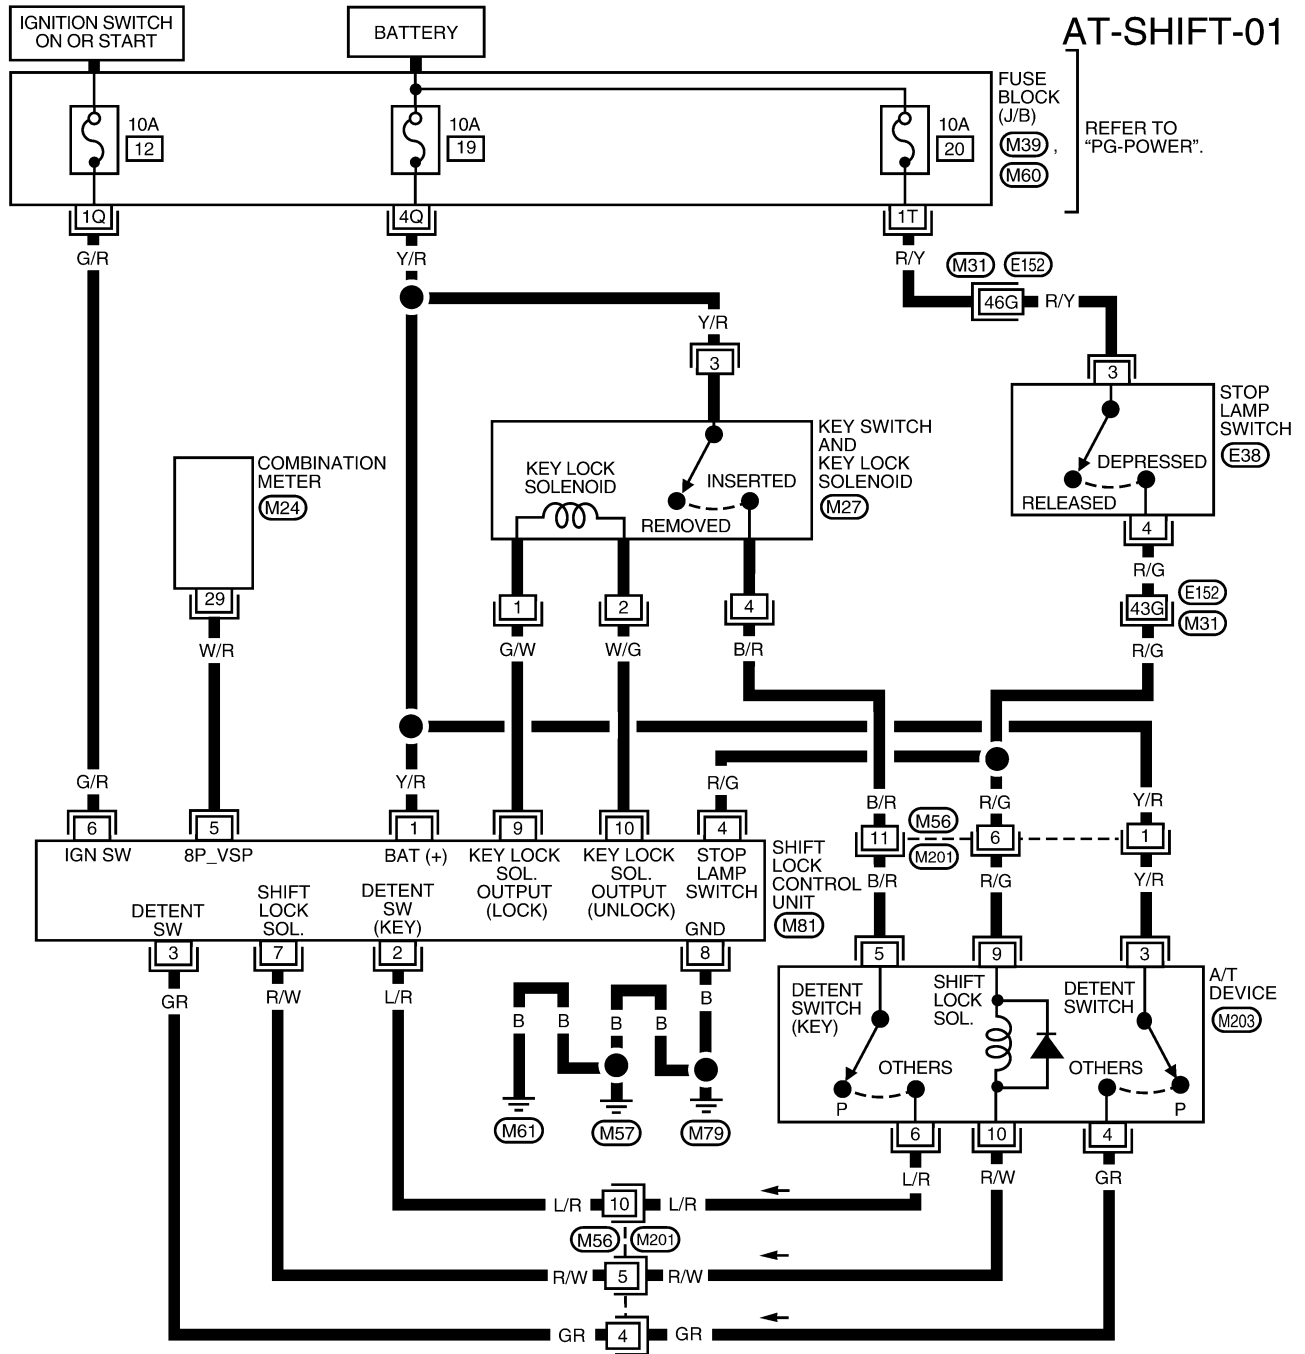 IGNITION SWITCH
ON OR START
BATTERY
AT-SHIFT-01
10A
12
10A
19
10A
20
FUSE
BLOCK
(J/B)
M39 ,
M60
REFER TO
“PG-POWER”.
1Q
4Q
1T
G/R
Y/R
R/Y
M31
E152
46G
R/Y
Y/R
3
3
STOP
LAMP
SWITCH
E38
DEPRESSED
RELEASED
4
R/G
43G
E152
M31
R/G
KEY SWITCH
AND
KEY LOCK
SOLENOID
M27
KEY LOCK
SOLENOID
INSERTED
REMOVED
1
2
4
G/W
W/G
B/R
COMBINATION
METER
M24
29
W/R
G/R
Y/R
R/G
B/R
R/G
Y/R
M56
11
6
1
M201
B/R
R/G
Y/R
6
5
1
9
10
4
IGN SW
8P_VSP
BAT (+)
KEY LOCK
SOL.
OUTPUT
(LOCK)
KEY LOCK
SOL.
OUTPUT
(UNLOCK)
STOP
LAMP
SWITCH
SHIFT
LOCK
CONTROL
UNIT
M81
DETENT
SW
SHIFT
LOCK
SOL.
DETENT
SW
(KEY)
GND
3
7
2
8
GR
R/W
L/R
B
B
B
B
B
M61
M57
M79
5
9
3
DETENT
SWITCH
(KEY)
SHIFT
LOCK
SOL.
DETENT
SWITCH
A/T
DEVICE
M203
OTHERS
OTHERS
P
P
6
10
4
L/R
R/W
GR
L/R
10
L/R
M56
M201
R/W
5
R/W
GR
4
GR